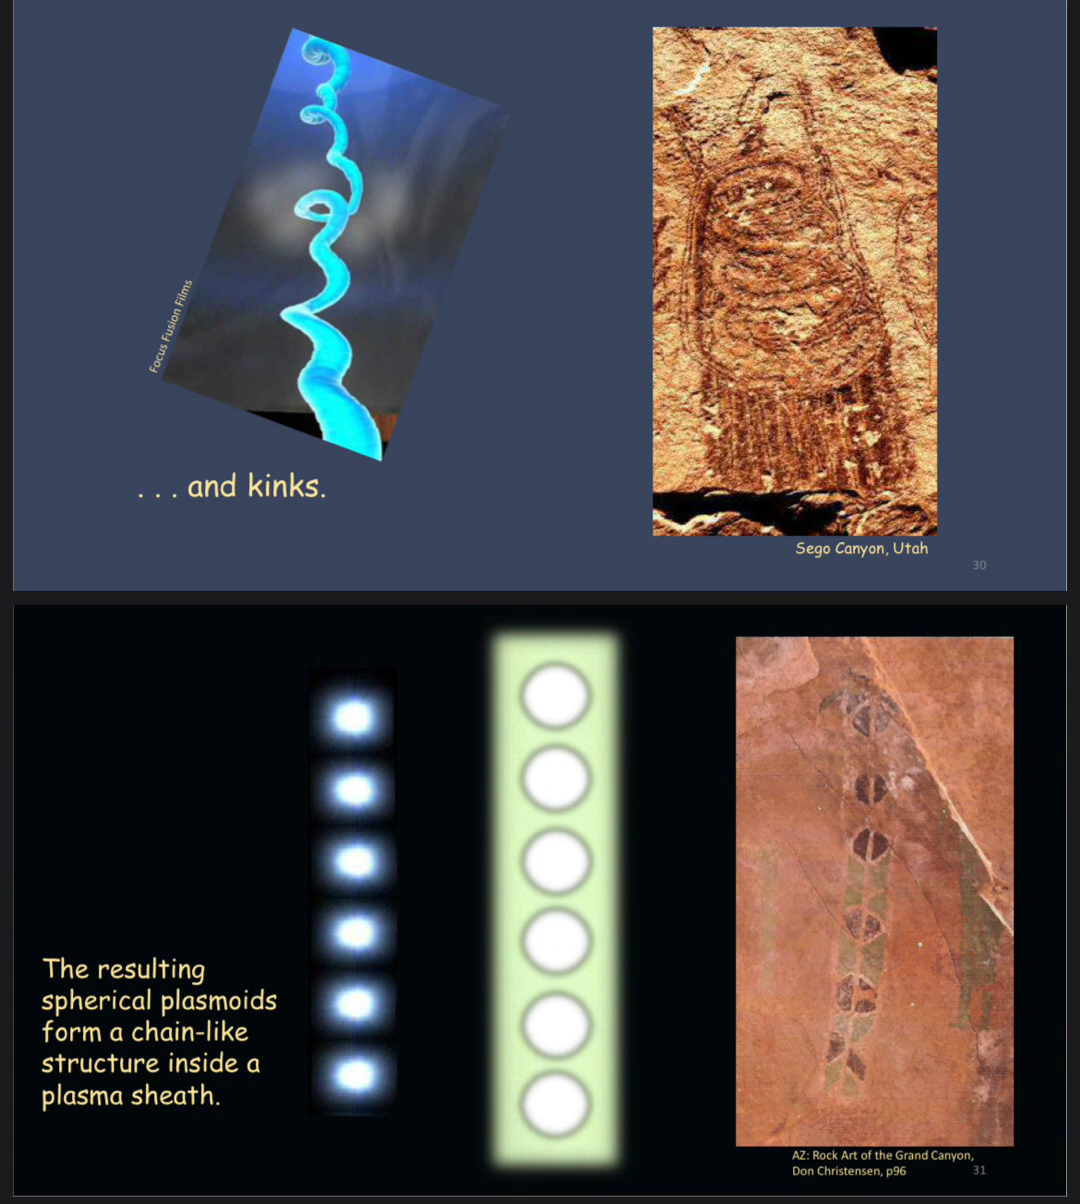 Focus Fusion Films
. . . and kinks.
Sego Canyon, Utah
30
The resulting
spherical plasmoids
form a chain-like
structure inside a
plasma sheath.
AZ: Rock Art of the Grand Canyon,
Don Christensen, p96
31